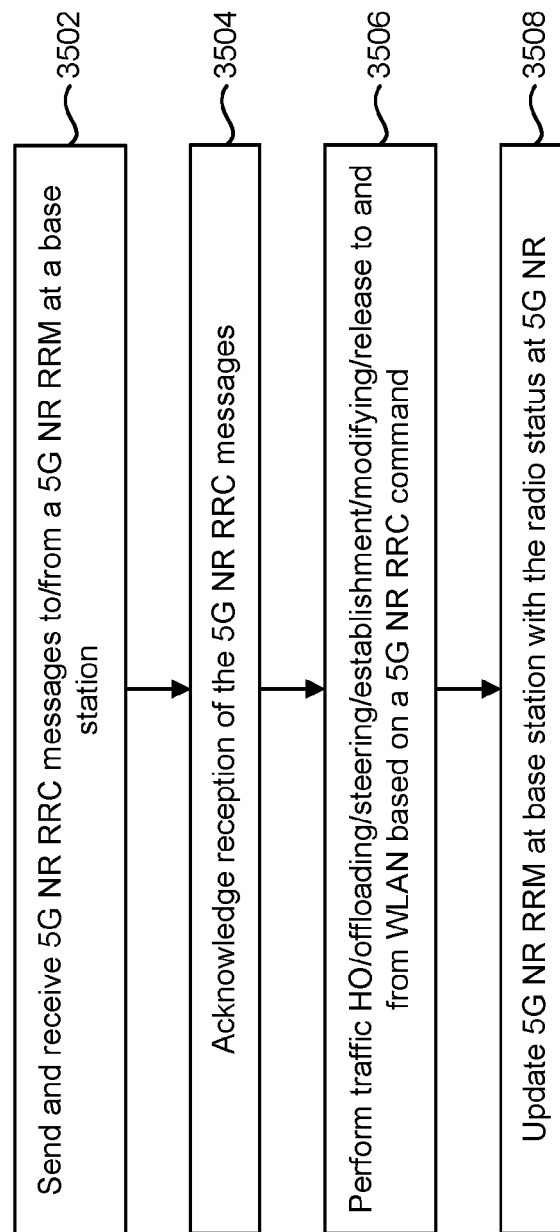 Send and receive 5G NR RRC messages to/from a 5G NR RRM at a base
station
3502
Acknowledge reception of the 5G NR RRC messages
3504
Perform traffic HO/offloading/steering/establishment/modifying/release to and
from WLAN based on a 5G NR RRC command
3506
Update 5G NR RRM at base station with the radio status at 5G NR
3508